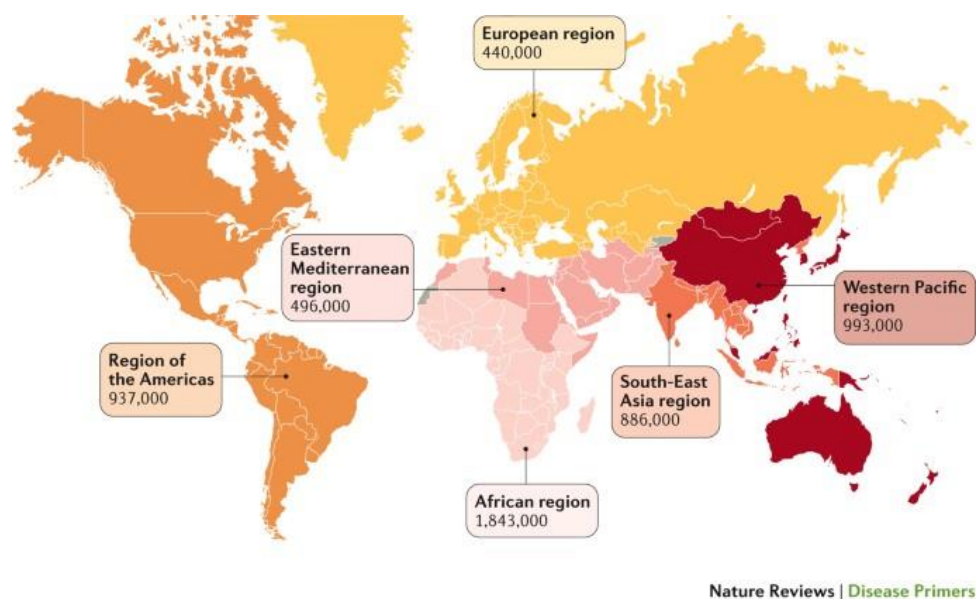 European region
440,000
Eastern
Mediterranean
region
496,000
Western Pacific
region
993,000
Region of
the Americas
937,000
South-East
Asia region
886,000
African region
1,843,000
Nature Reviews | Disease Primers